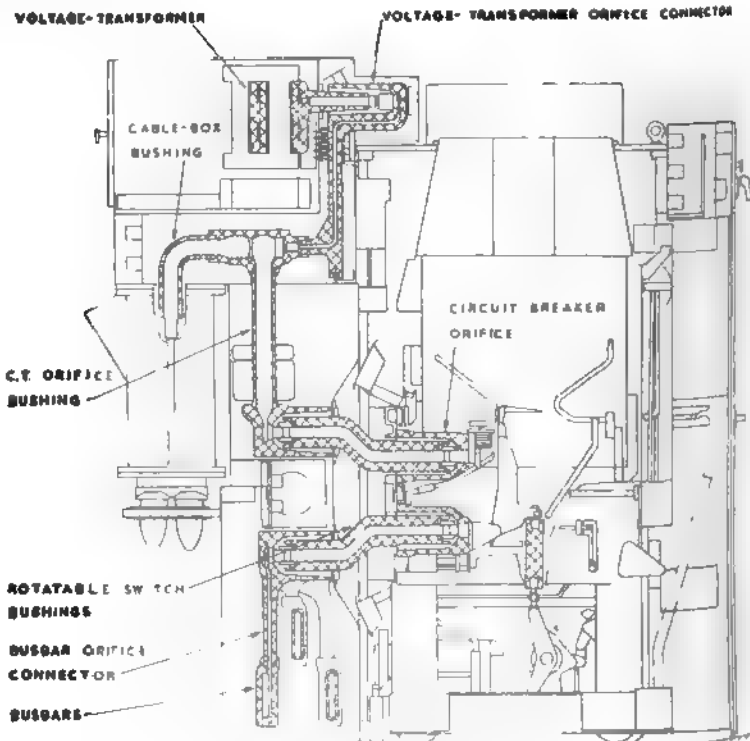 VOLTAGE-TRANSFORMER
VOLTAGE-TRANSFORMER ORIFICE CONNECTOR
CABLE-BOX
BUSHING
CIRCUIT BREAKER
ORIFICE
C.T. ORIFICE
BUSHING
ROTATABLE SWITCH
BUSHINGS
BUSBAR ORIFICE
CONNECTOR
BUSBARS